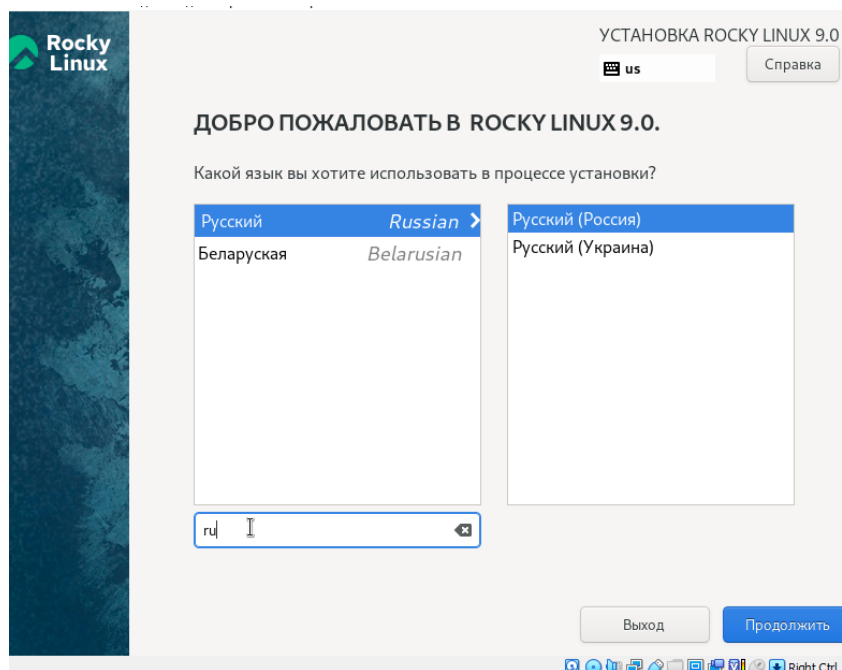 Rocky
Linux
УСТАНОВКА ROCKY LINUX 9.0
us
Справка
ДОБРО ПОЖАЛОВАТЬ В ROCKY LINUX 9.0.
Какой язык вы хотите использовать в процессе установки?
Русский Russian
Беларуская Belarusian
Русский (Россия)
Русский (Украина)
ru
Выход
Продолжить
Right Ctrl